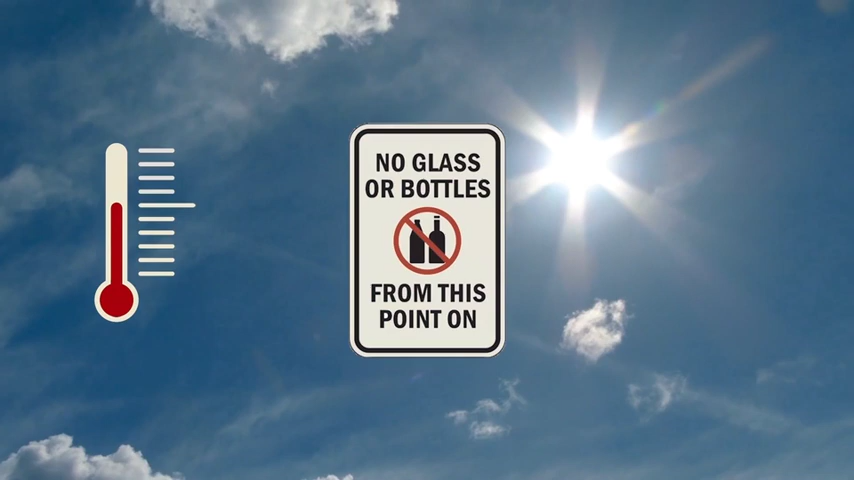 NO GLASS
OR BOTTLES
FROM THIS
POINT ON